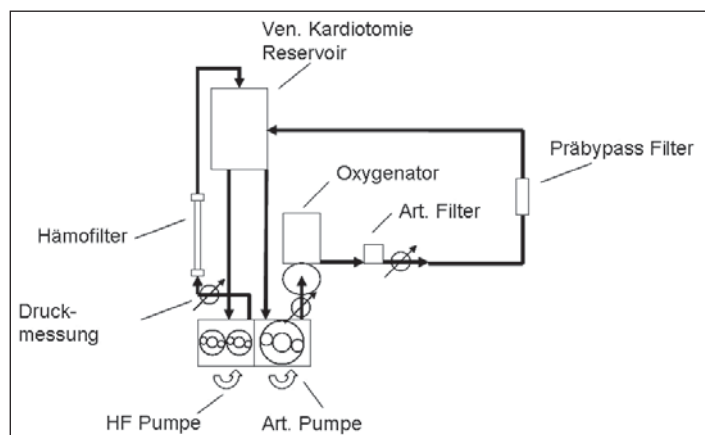 Ven. Kardiotomie
Reservoir
Präbypass Filter
Oxygenator
Art. Filter
Hämofilter
Druck-
messung
HF Pumpe
Art. Pumpe